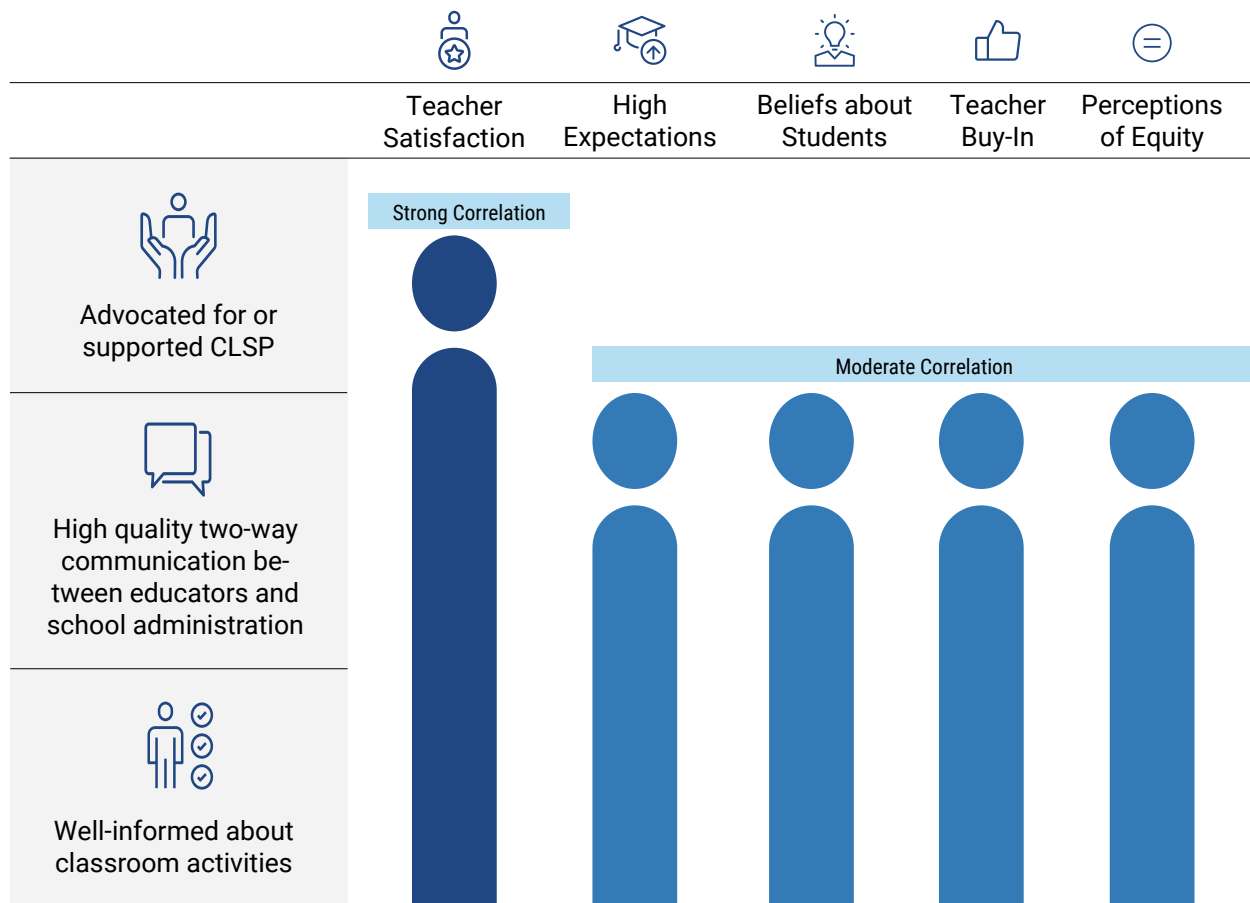 Teacher
Satisfaction
High
Expectations
Beliefs about
Students
Teacher
Buy-In
Perceptions
of Equity
Strong Correlation
Advocated for or
supported CLSP
Moderate Correlation
High quality two-way
communication be-
tween educators and
school administration
Well-informed about
classroom activities